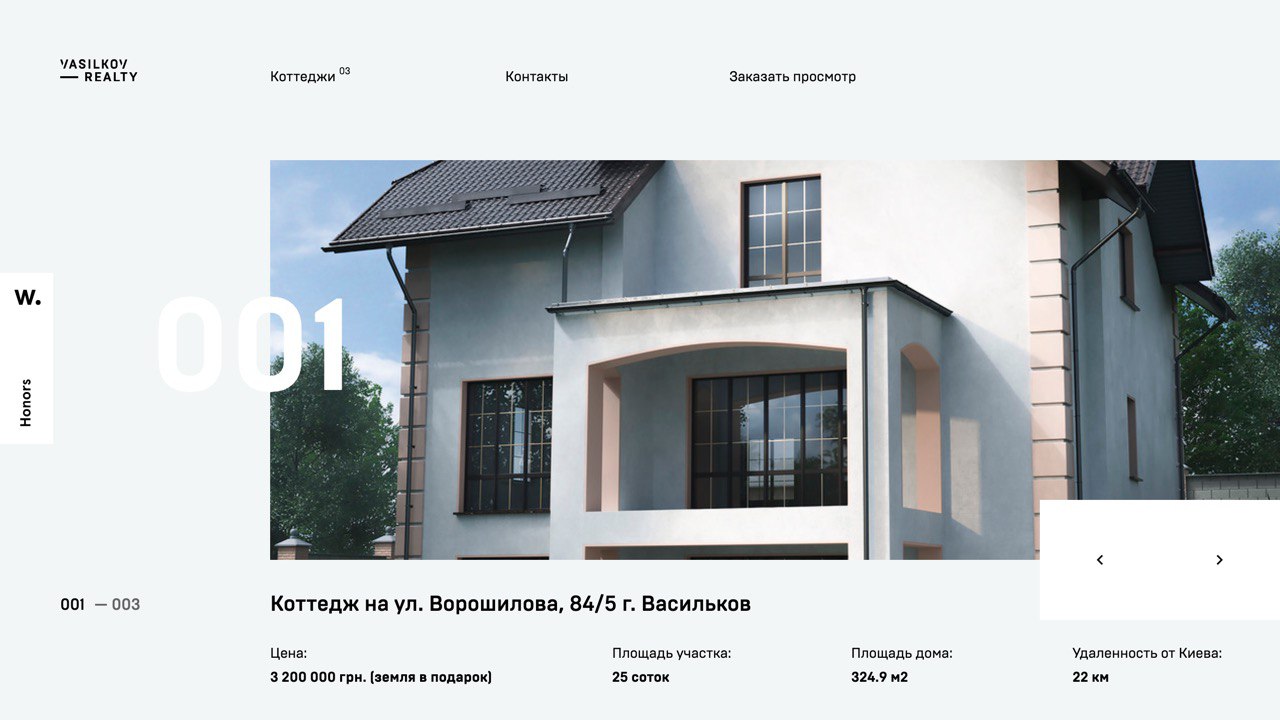 VASILKOV
— REALTY
Коттеджи 03
Контакты
Заказать просмотр
W.
Honors
001
001 — 003
Коттедж на ул. Ворошилова, 84/5 г. Васильков
Цена:
3 200 000 грн. (земля в подарок)
Площадь участка:
25 соток
Площадь дома:
324.9 м2
Удаленность от Киева:
22 км